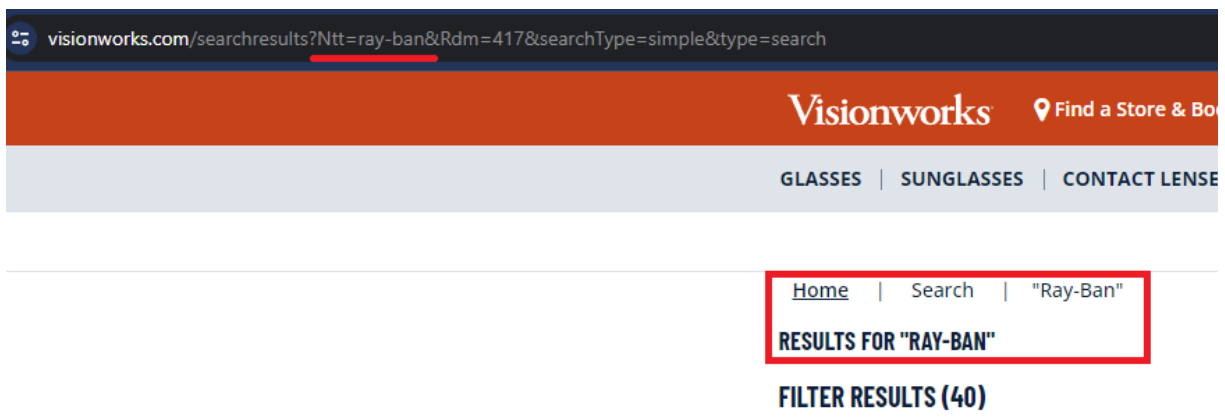 visionworks.com/searchresults?Ntt=ray-ban&Rdm=417&searchType=simple&type=search
Visionworks Find a Store & Bo
GLASSES | SUNGLASSES | CONTACT LENSE
Home | Search | "Ray-Ban"
RESULTS FOR "RAY-BAN"
FILTER RESULTS (40)